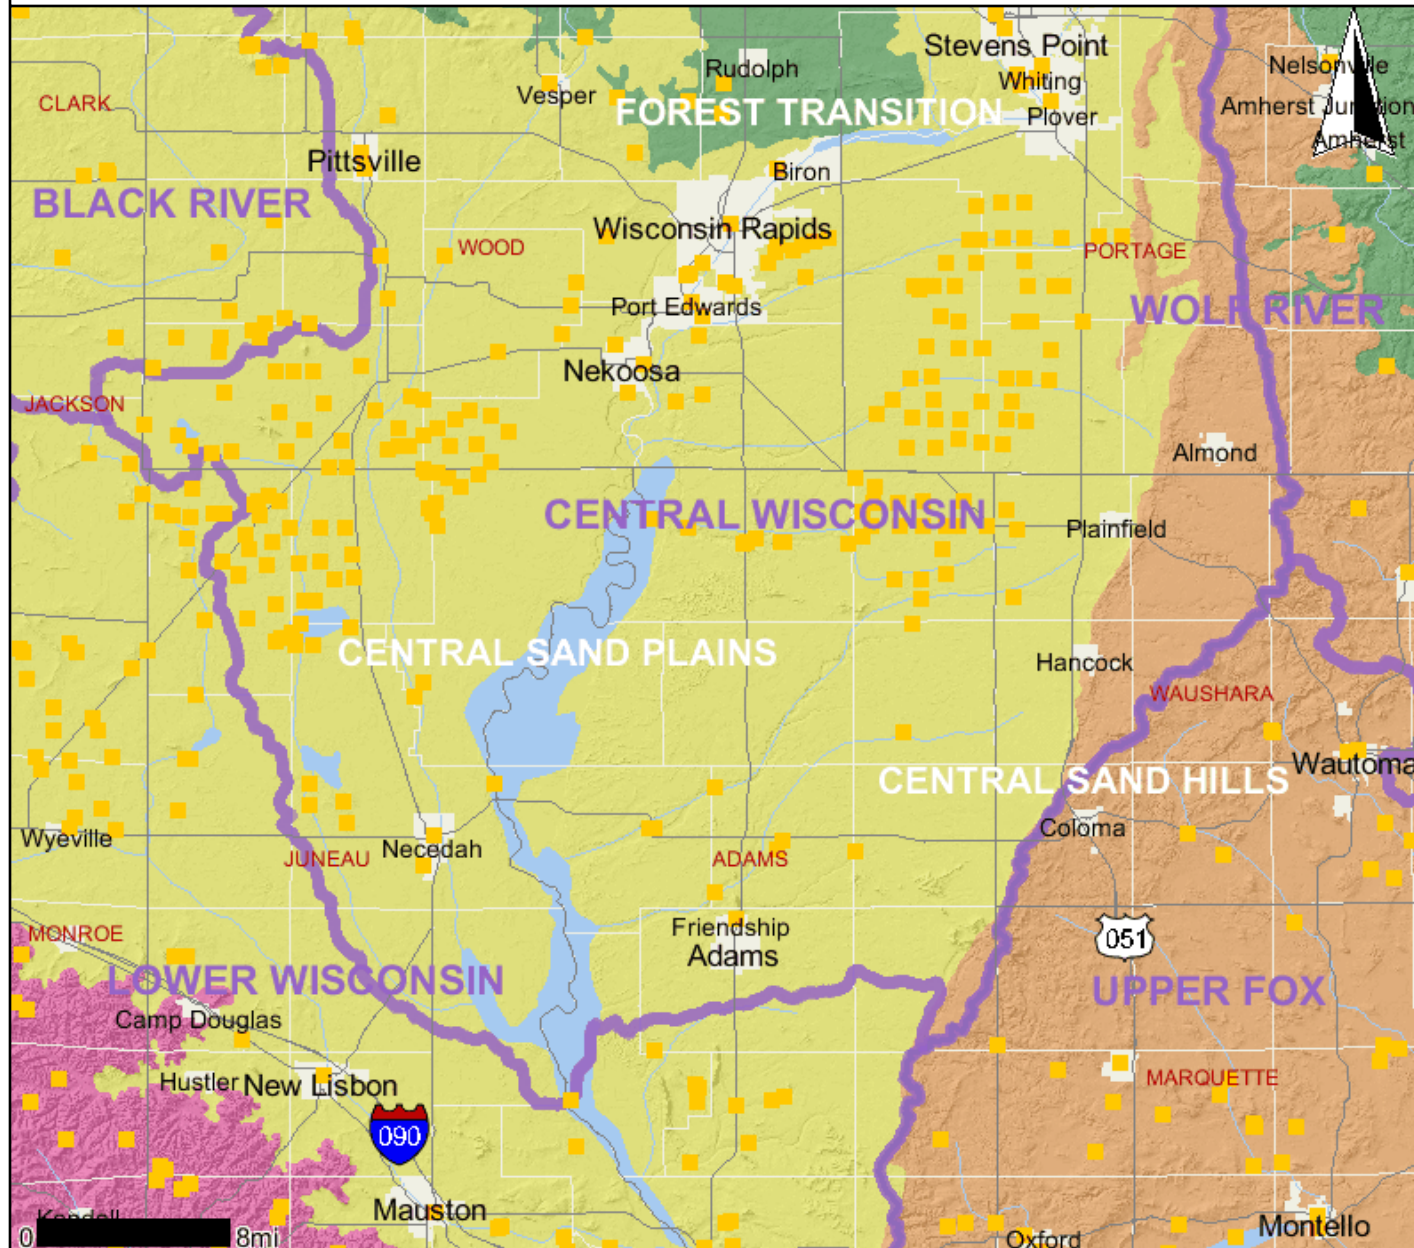 Stevens Point
Nelsonville
Rudolph
Whiting
Vesper
CLARK
FOREST TRANSITION
Amherst Junction
Plover
Amherst
Pittsville
Biron
BLACK RIVER
Wisconsin Rapids
WOOD
PORTAGE
Port Edwards
WOLF RIVER
Nekoosa
JACKSON
Almond
CENTRAL WISCONSIN
Plainfield
CENTRAL SAND PLAINS
Hancock
WAUSHARA
Wautoma
CENTRAL SAND HILLS
Coloma
Wyeville
Necedah
JUNEAU
ADAMS
Friendship
MONROE
051
Adams
LOWER WISCONSIN
UPPER FOX
Camp Douglas
MARQUETTE
Hustler
New Lisbon
090
Mauston
Kendall
Montello
0
8mi
Oxford